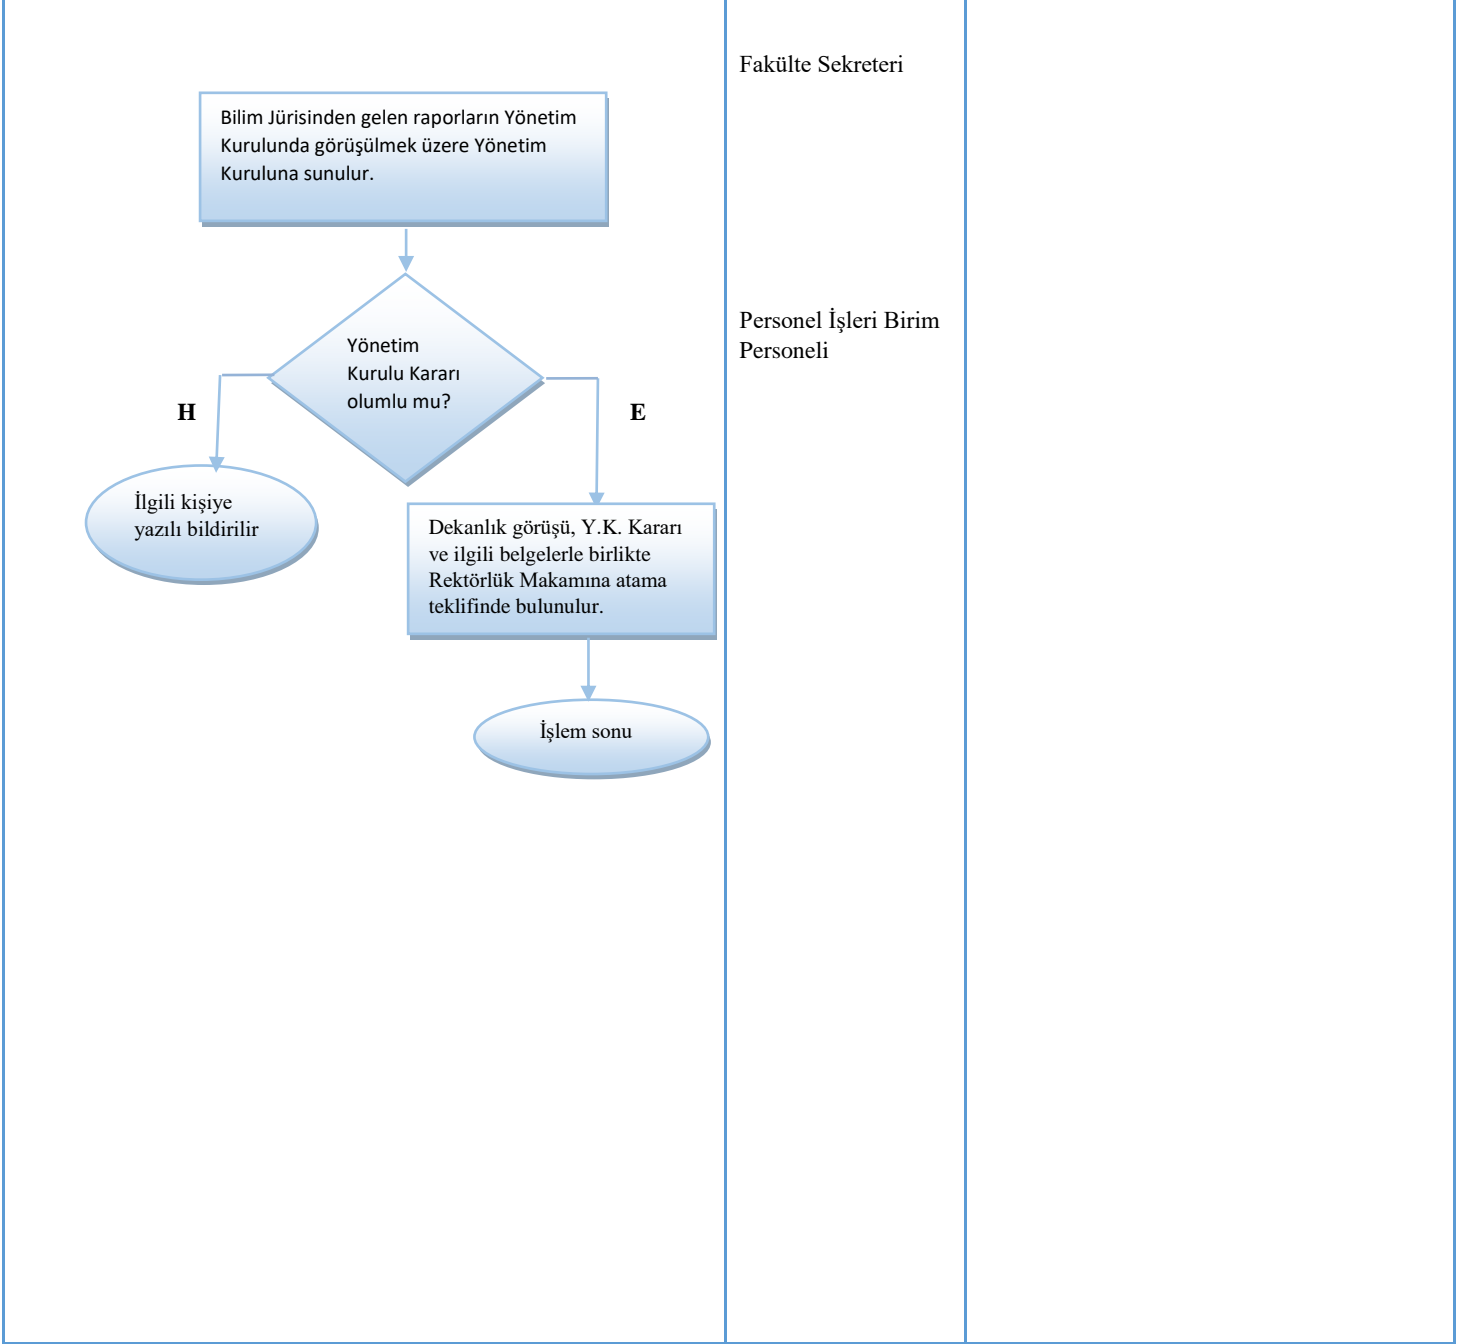 Fakülte Sekreteri
Bilim Jürisinden gelen raporların Yönetim
Kurulunda görüşülmek üzere Yönetim
Kuruluna sunulur.
Personel İşleri Birim
Personeli
Yönetim
Kurulu Kararı
olumlu mu?
H
E
İlgili kişiye
yazılı bildirilir
Dekanlık görüşü, Y.K. Kararı
ve ilgili belgelerle birlikte
Rektörlük Makamına atama
teklifinde bulunulur.
İşlem sonu